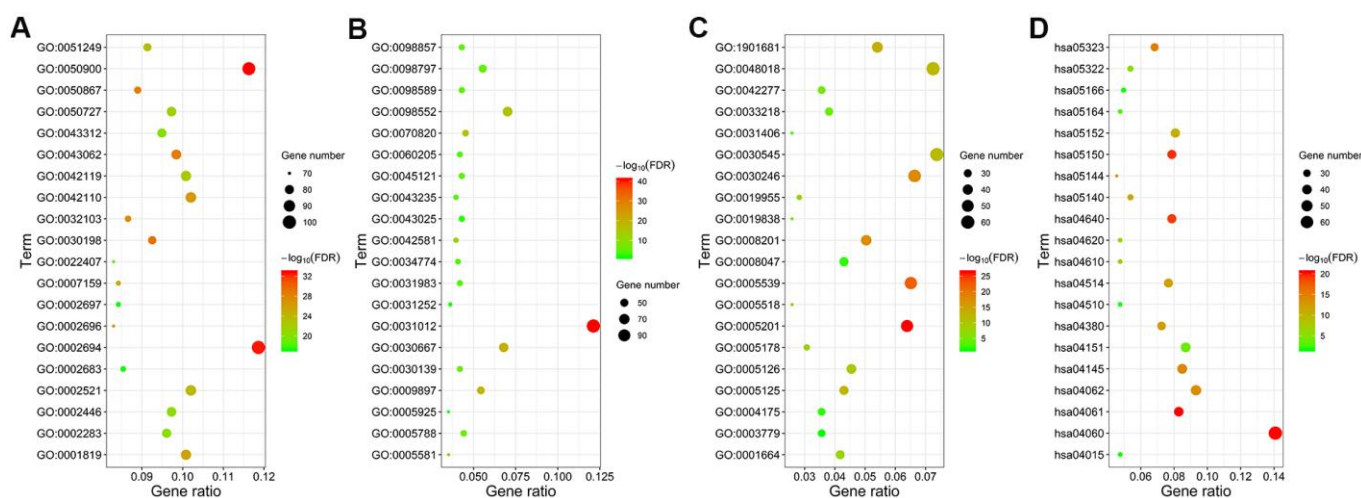 A
Term
GO:0051249
GO:0050900
GO:0050867
GO:0050727
GO:0043312
GO:0043062
GO:0042119
GO:0042110
GO:0032103
GO:0030198
GO:0022407
GO:0007159
GO:0002697
GO:0002696
GO:0002694
GO:0002683
GO:0002521
GO:0002446
GO:0002283
GO:0001819
0.09 0.10 0.11 0.12
Gene ratio
Gene number
70
80
90
100
−log10(FDR)
32
28
24
20
B
Term
GO:0098857
GO:0098797
GO:0098589
GO:0098552
GO:0070820
GO:0060205
GO:0045121
GO:0043235
GO:0043025
GO:0042581
GO:0034774
GO:0031983
GO:0031252
GO:0031012
GO:0030667
GO:0030139
GO:0009897
GO:0005925
GO:0005788
GO:0005581
0.050 0.075 0.100 0.125
Gene ratio
−log10(FDR)
40
30
20
10
Gene number
50
70
90
C
Term
GO:1901681
GO:0048018
GO:0042277
GO:0033218
GO:0031406
GO:0030545
GO:0030246
GO:0019955
GO:0019838
GO:0008201
GO:0008047
GO:0005539
GO:0005518
GO:0005201
GO:0005178
GO:0005126
GO:0005125
GO:0004175
GO:0003779
GO:0001664
0.03 0.04 0.05 0.06 0.07
Gene ratio
Gene number
30
40
50
60
−log10(FDR)
25
20
15
10
5
D
Term
hsa05323
hsa05322
hsa05166
hsa05164
hsa05152
hsa05150
hsa05144
hsa05140
hsa04640
hsa04620
hsa04610
hsa04514
hsa04510
hsa04380
hsa04151
hsa04145
hsa04062
hsa04061
hsa04060
hsa04015
0.06 0.08 0.10 0.12 0.14
Gene ratio
Gene number
30
40
50
60
−log10(FDR)
20
15
10
5